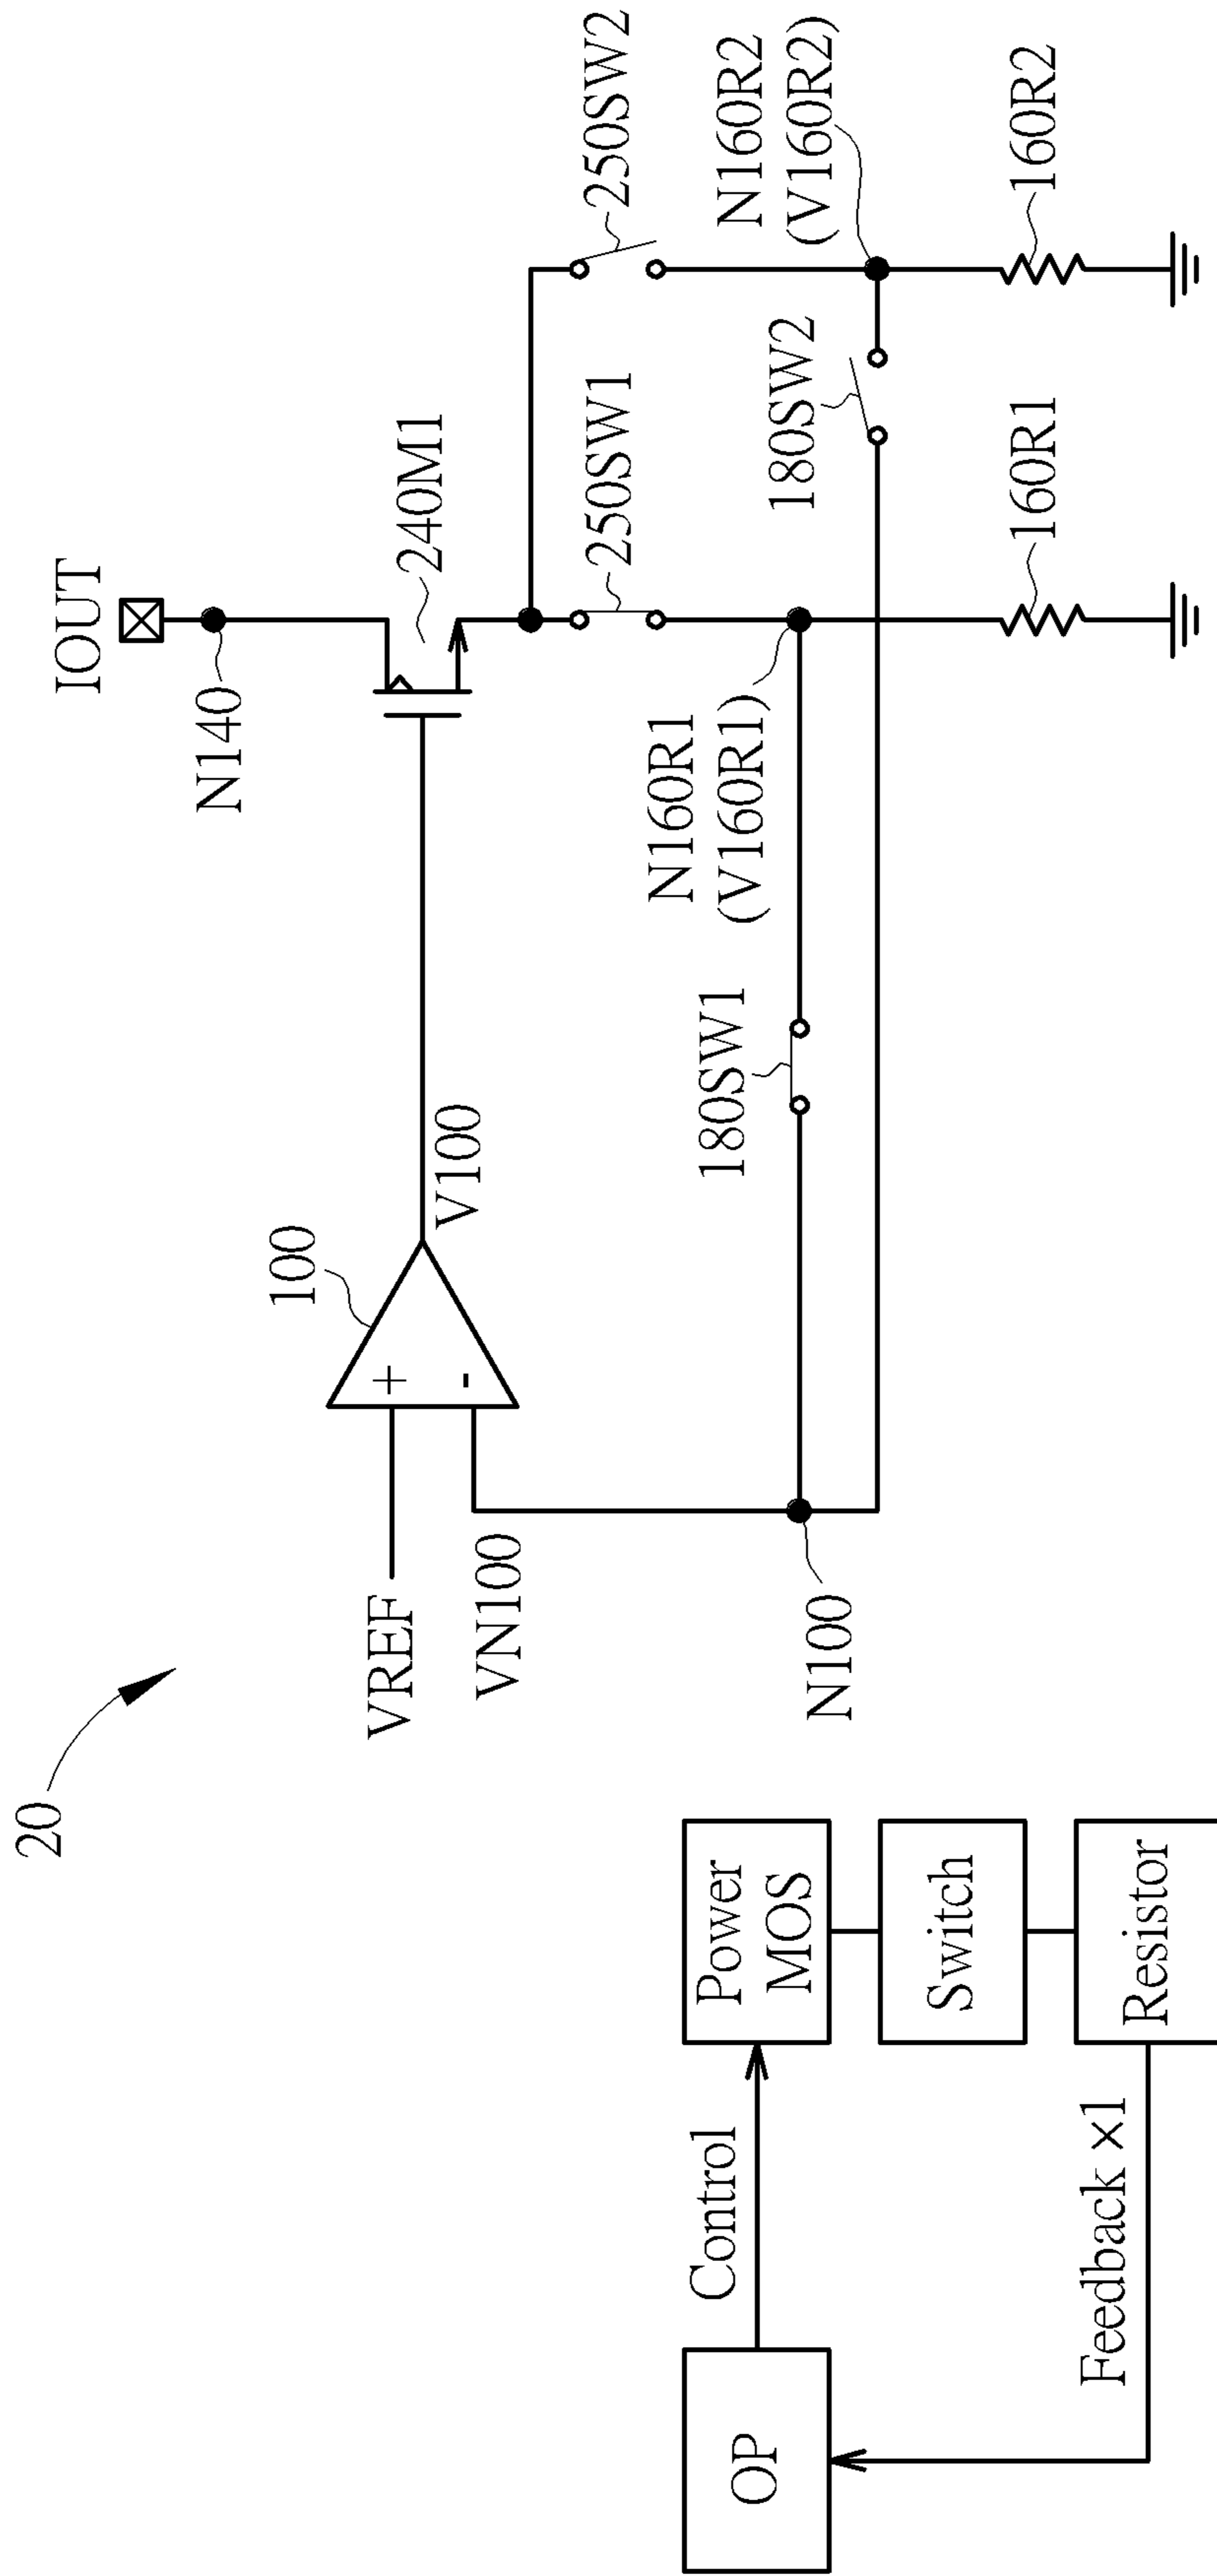 20
OP
Control
Power
MOS
Switch
Resistor
Feedback ×1
VREF
VN100
N100
100
+
-
V100
IOUT
N140
240M1
250SW1
250SW2
180SW1
N160R1
(V160R1)
180SW2
N160R2
(V160R2)
160R1
160R2